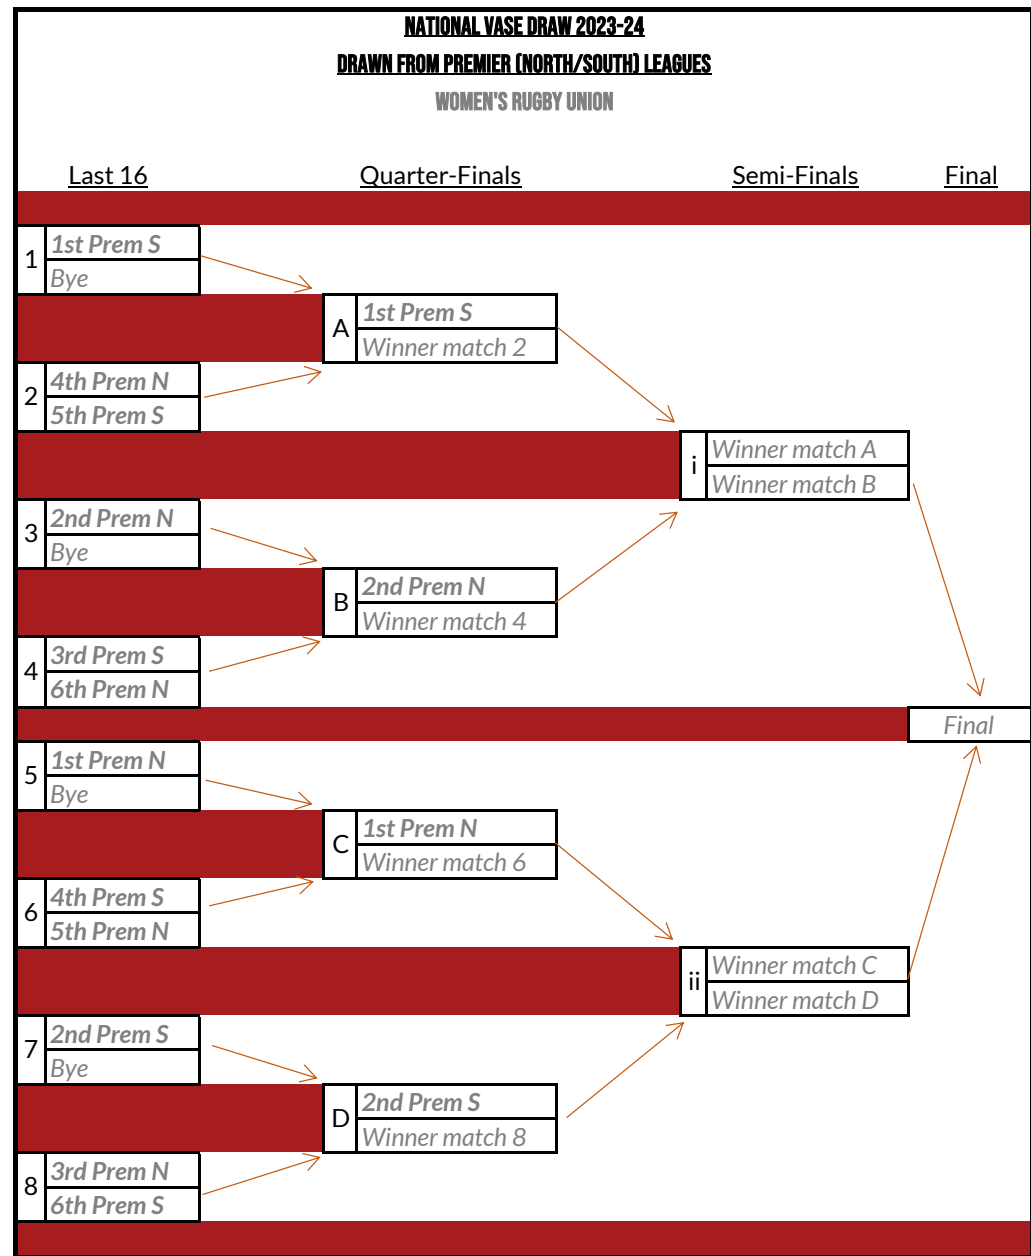 NATIONAL VASE DRAW 2023-24
DRAWN FROM PREMIER (NORTH/SOUTH) LEAGUES
WOMEN'S RUGBY UNION
Last 16 Quarter-Finals Semi-Finals Final
1 1st Prem S
Bye
A 1st Prem S
Winner match 2
2 4th Prem N
5th Prem S
i Winner match A
Winner match B
3 2nd Prem N
Bye
B 2nd Prem N
Winner match 4
4 3rd Prem S
6th Prem N
Final
5 1st Prem N
Bye
C 1st Prem N
Winner match 6
6 4th Prem S
5th Prem N
ii Winner match C
Winner match D
7 2nd Prem S
Bye
D 2nd Prem S
Winner match 8
8 3rd Prem N
6th Prem S